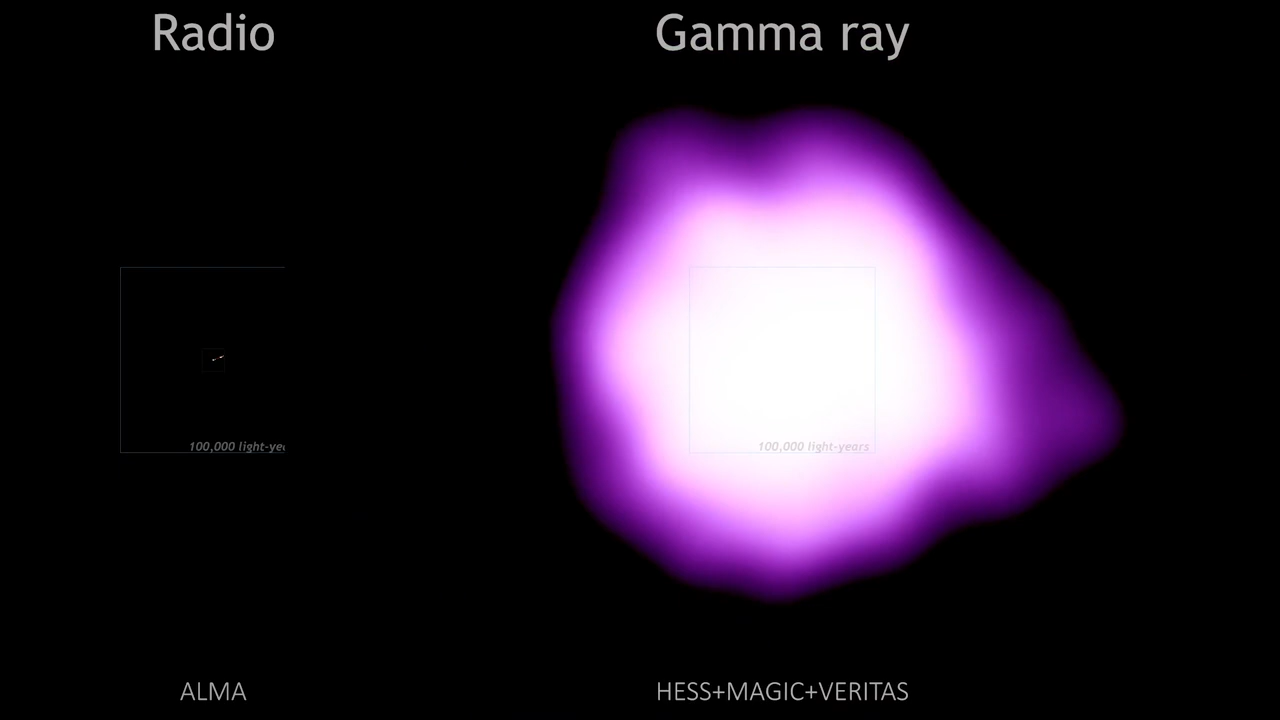 Radio
Gamma ray
100,000 light-yea
100,000 light-years
ALMA
HESS+MAGIC+VERITAS